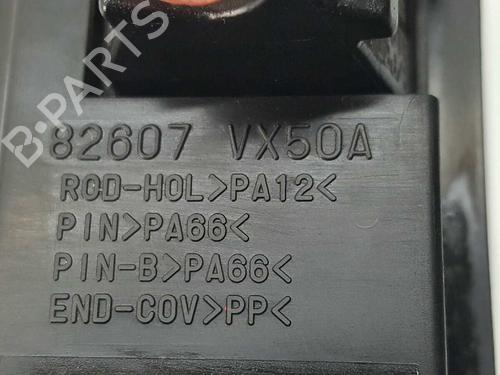 B-PARTS
82607 VX50A
ROD-HOL>PA12<
PIN>PA66<
PIN-B>PA66<
END-COV>PP<